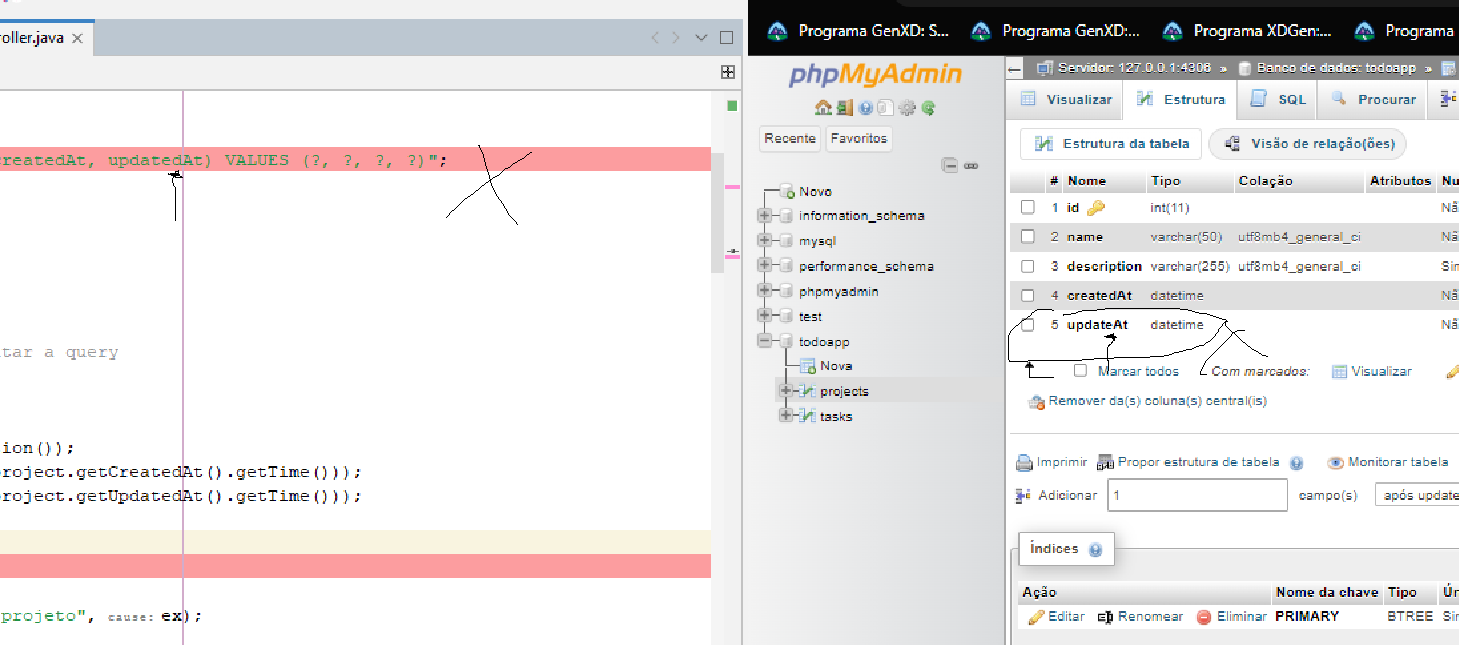 oller.java
reatedAt, updatedAt) VALUES (?, ?, ?, ?)";
tar a query
ion());
roject.getCreatedAt().getTime()));
roject.getUpdatedAt().getTime()));
projeto", cause: ex);
Programa GenXD: S...
Programa GenXD:...
Programa XDGen:...
Programa
phpMyAdmin
Recente
Favoritos
Novo
information_schema
mysql
performance_schema
phpmyadmin
test
todoapp
Nova
projects
tasks
Servidor: 127.0.0.1:4306 » Banco de dados: todoapp »
Visualizar Estrutura SQL Procurar
Estrutura da tabela Visão de relação(ões)
# Nome Tipo Colação Atributos Nu
1 id int(11) Nã
2 name varchar(50) utf8mb4_general_ci Nã
3 description varchar(255) utf8mb4_general_ci Sin
4 createdAt datetime Nã
5 updateAt datetime Nã
Marcar todos Com marcados: Visualizar
Remover da(s) coluna(s) central(is)
Imprimir Propor estrutura de tabela Monitorar tabela
Adicionar 1 campo(s) após update
Índices
Ação Nome da chave Tipo Ún
Editar Renomear Eliminar PRIMARY BTREE Sin